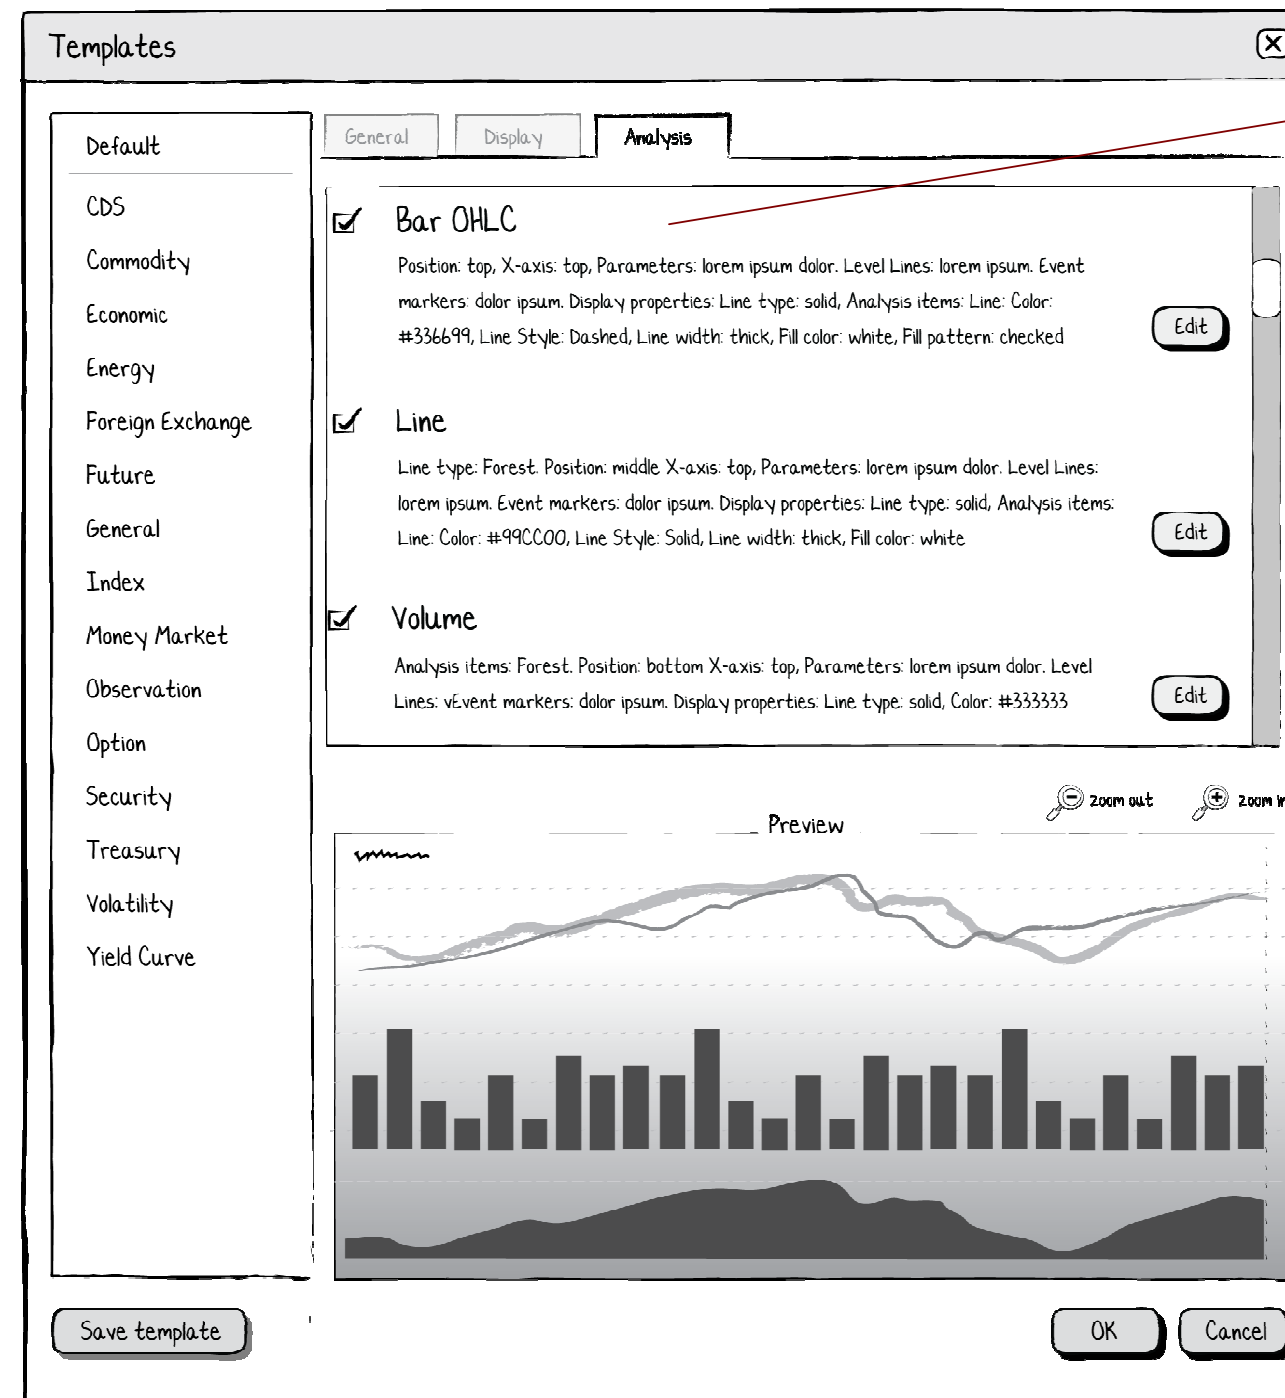 Templates
Default
CDS
Commodity
Economic
Energy
Foreign Exchange
Future
General
Index
Money Market
Observation
Option
Security
Treasury
Volatility
Yield Curve
General
Display
Analysis
Bar OHLC
Position: top, X-axis: top, Parameters: lorem ipsum dolor. Level Lines: lorem ipsum. Event
markers: dolor ipsum. Display properties: Line type: solid, Analysis items: Line: Color:
#336699, Line Style: Dashed, Line width: thick, Fill color: white, Fill pattern: checked
Edit
Line
Line type: Forest. Position: middle X-axis: top, Parameters: lorem ipsum dolor. Level Lines:
lorem ipsum. Event markers: dolor ipsum. Display properties: Line type: solid, Analysis items:
Line: Color: #99CC00, Line Style: Solid, Line width: thick, Fill color: white
Edit
Volume
Analysis items: Forest. Position: bottom X-axis: top, Parameters: lorem ipsum dolor. Level
Lines: vEvent markers: dolor ipsum. Display properties: Line type: solid, Color: #333333
Edit
zoom out
zoom
Preview
Save template
OK
Cancel